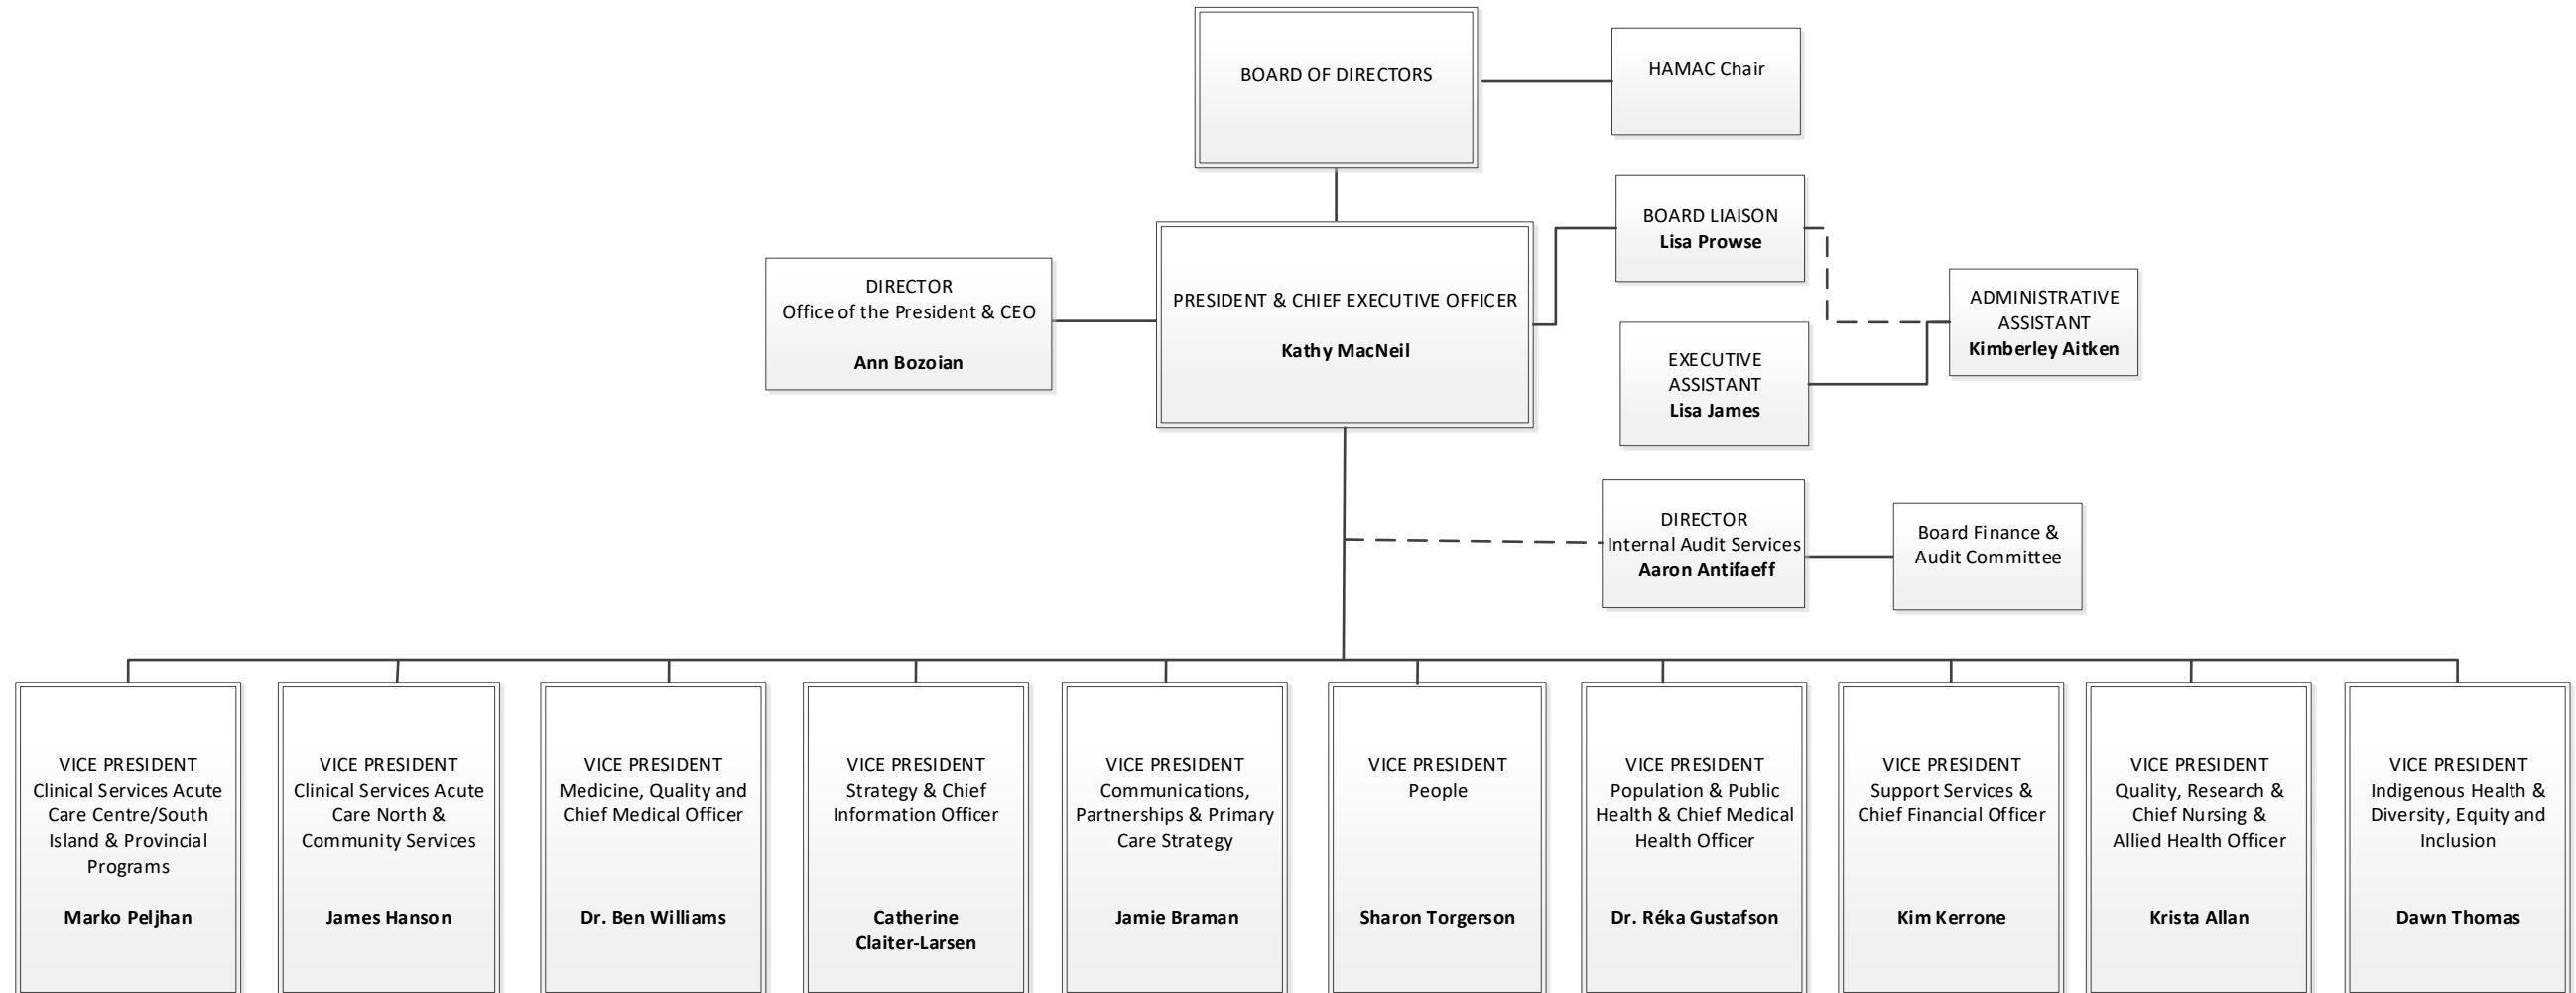 BOARD OF DIRECTORS
HAMAC Chair
BOARD LIAISON
Lisa Prowse
DIRECTOR
Office of the President & CEO
Ann Bozoian
PRESIDENT & CHIEF EXECUTIVE OFFICER
Kathy MacNeil
ADMINISTRATIVE
ASSISTANT
Kimberley Aitken
EXECUTIVE
ASSISTANT
Lisa James
DIRECTOR
Internal Audit Services
Aaron Antifaeff
Board Finance &
Audit Committee
VICE PRESIDENT
Clinical Services Acute
Care Centre/South
Island & Provincial
Programs
Marko Peljhan
VICE PRESIDENT
Clinical Services Acute
Care North &
Community Services
James Hanson
VICE PRESIDENT
Medicine, Quality and
Chief Medical Officer
Dr. Ben Williams
VICE PRESIDENT
Strategy & Chief
Information Officer
Catherine
Claiter-Larsen
VICE PRESIDENT
Communications,
Partnerships & Primary
Care Strategy
Jamie Braman
VICE PRESIDENT
People
Sharon Torgerson
VICE PRESIDENT
Population & Public
Health & Chief Medical
Health Officer
Dr. Réka Gustafson
VICE PRESIDENT
Support Services &
Chief Financial Officer
Kim Kerrone
VICE PRESIDENT
Quality, Research &
Chief Nursing &
Allied Health Officer
Krista Allan
VICE PRESIDENT
Indigenous Health &
Diversity, Equity and
Inclusion
Dawn Thomas